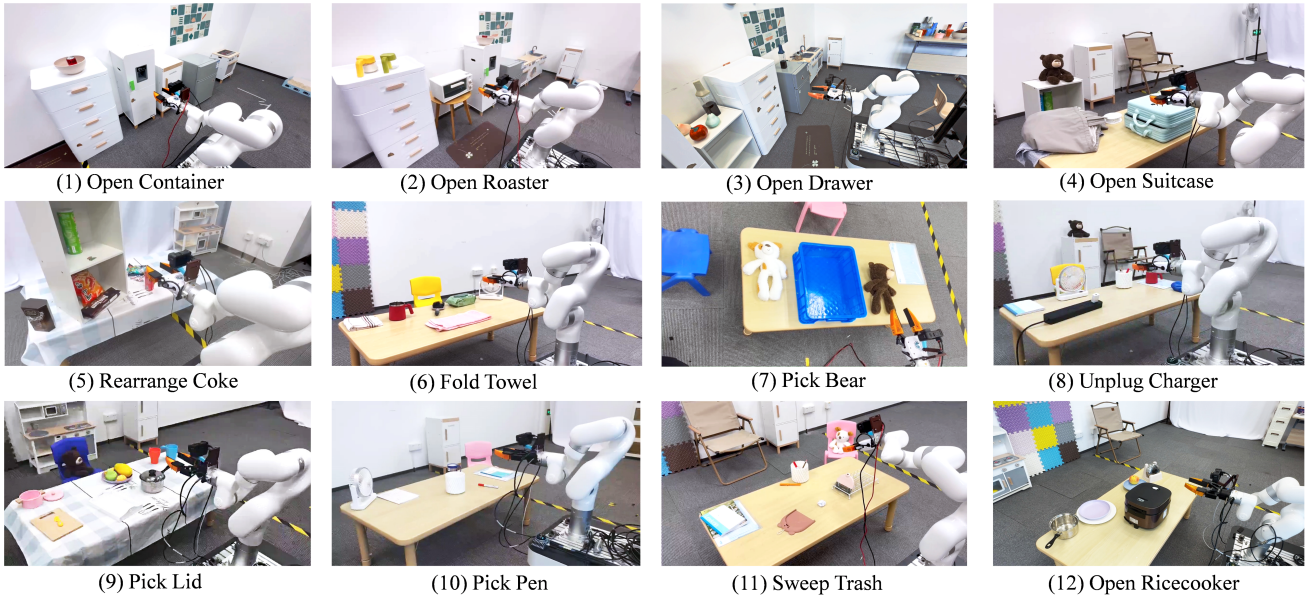 (1) Open Container
(2) Open Roaster
(3) Open Drawer
(4) Open Suitcase
(5) Rearrange Coke
(6) Fold Towel
(7) Pick Bear
(8) Unplug Charger
(9) Pick Lid
(10) Pick Pen
(11) Sweep Trash
(12) Open Ricecooker